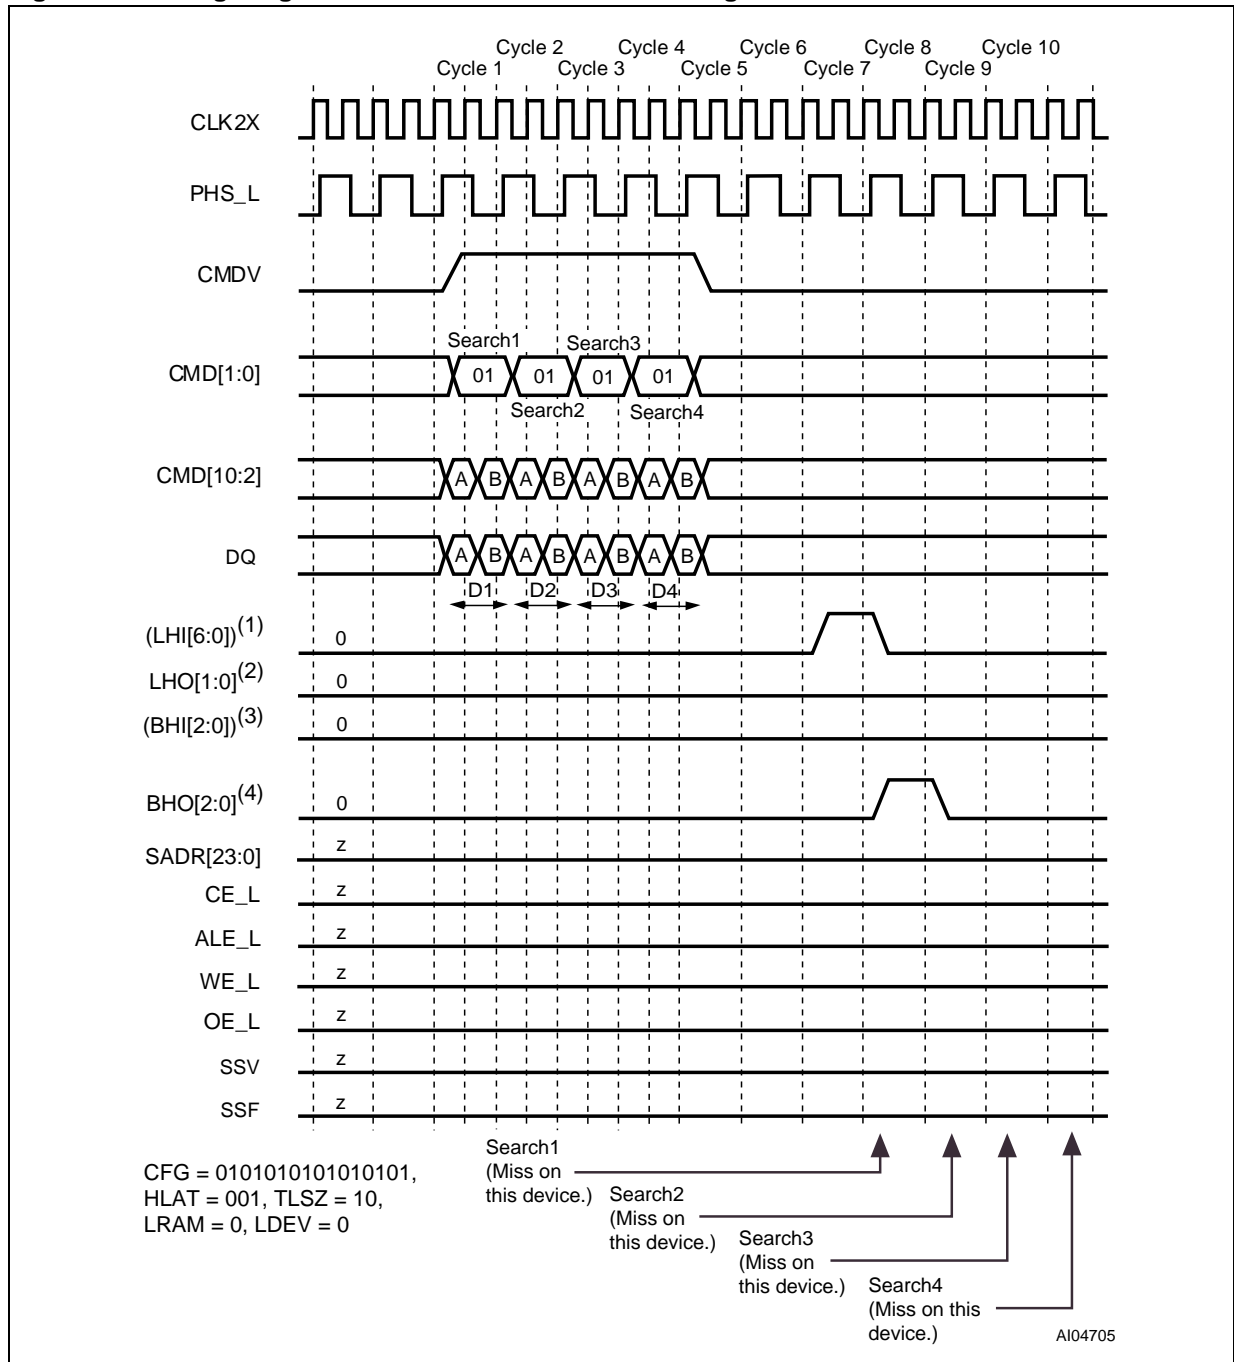 Cycle 2 Cycle 4 Cycle 6 Cycle 8 Cycle 10
Cycle 1 Cycle 3 Cycle 5 Cycle 7 Cycle 9
CLK2X
PHS_L
CMDV
Search1 Search3
CMD[1:0] 01 01 01 01
Search2 Search4
CMD[10:2] A B A B A B A B
DQ A B A B A B A B
D1 D2 D3 D4
(LHI[6:0])(1) 0
LHO[1:0](2) 0
(BHI[2:0])(3) 0
BHO[2:0](4) 0
SADR[23:0] z
CE_L z
ALE_L z
WE_L z
OE_L z
SSV z
SSF z
Search1
(Miss on
this device.)
CFG = 0101010101010101,
HLAT = 001, TLSZ = 10,
LRAM = 0, LDEV = 0
Search2
(Miss on
this device.)
Search3
(Miss on
this device.)
Search4
(Miss on this
device.)
AI04705